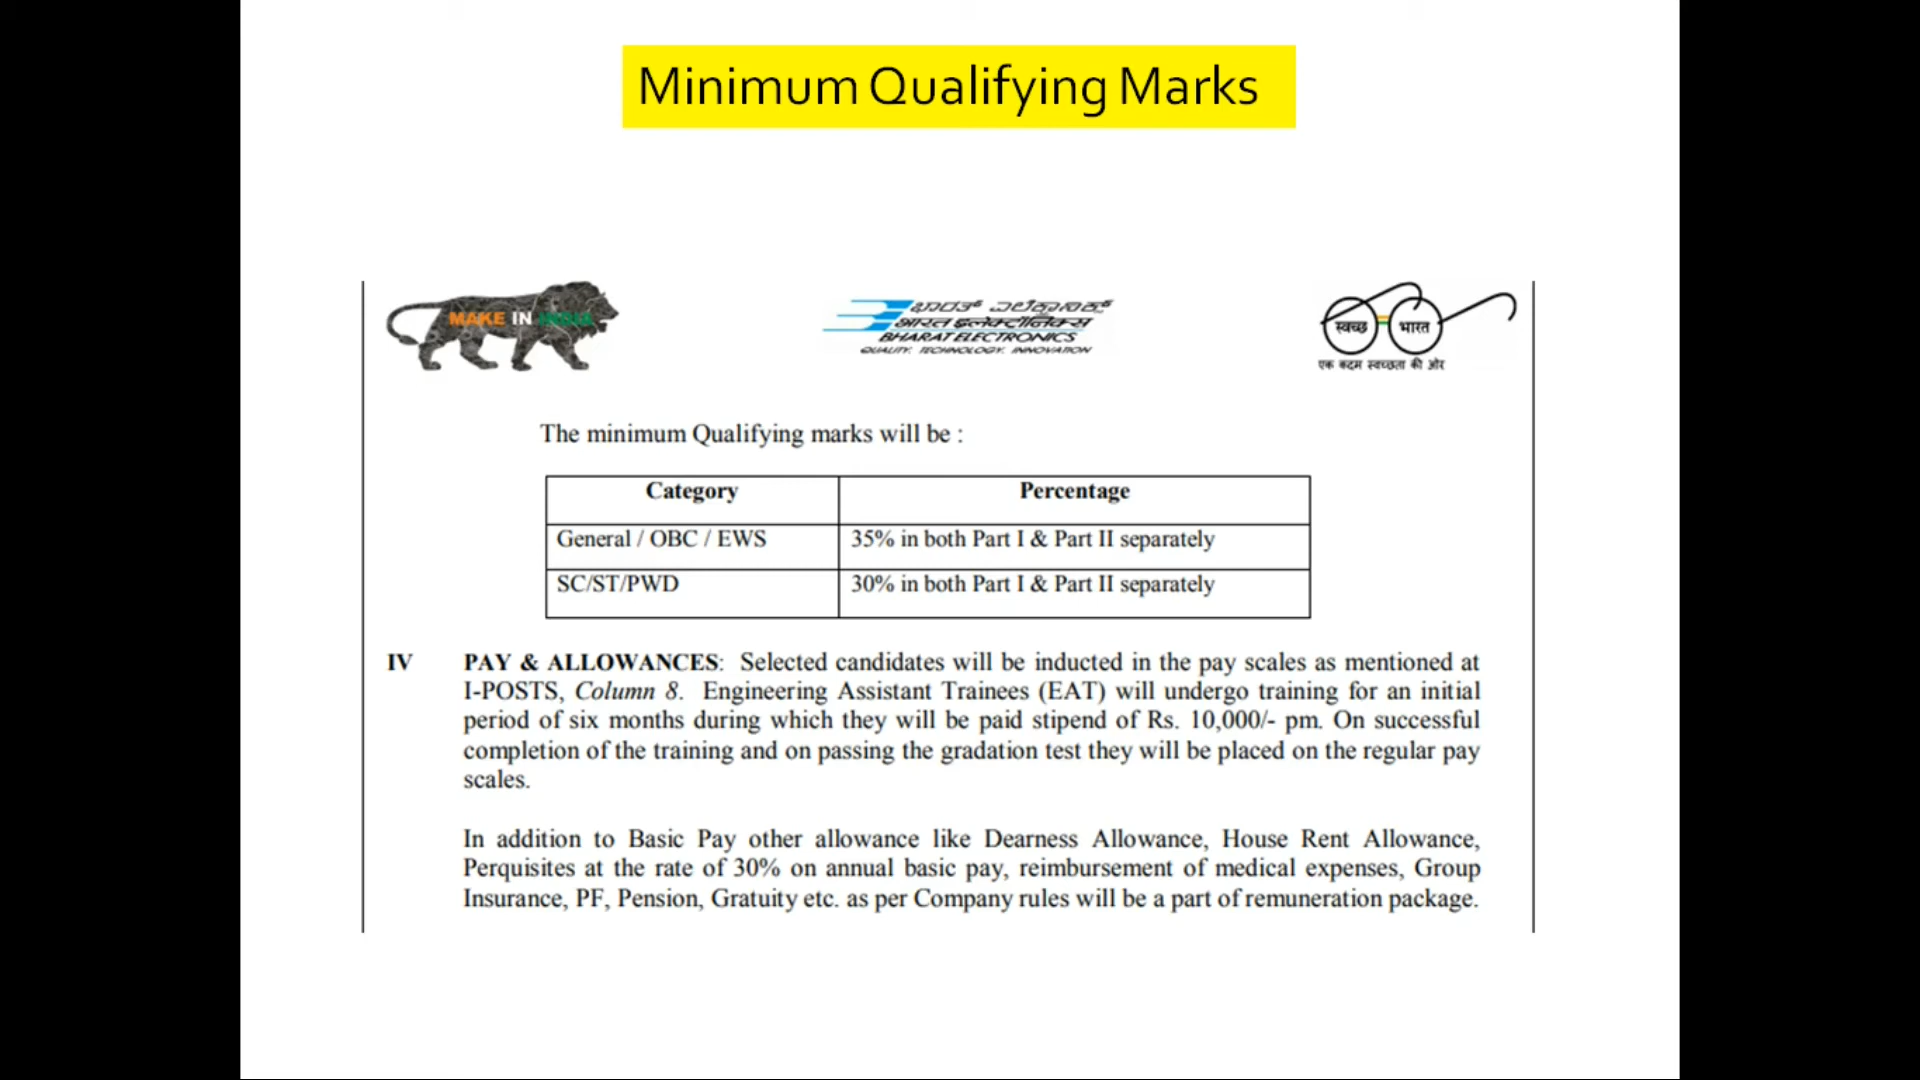 Minimum Qualifying Marks
MAKE IN INDIA
ಭಾರತ್ ಎಲೆಕ್ಟ್ರಾನಿಕ್ಸ್
भारत इलेक्ट्रॉनिक्स
BHARAT ELECTRONICS
QUALITY. TECHNOLOGY. INNOVATION
स्वच्छ भारत
एक कदम स्वच्छता की ओर
The minimum Qualifying marks will be :
Category Percentage
General / OBC / EWS 35% in both Part I & Part II separately
SC/ST/PWD 30% in both Part I & Part II separately
IV PAY & ALLOWANCES: Selected candidates will be inducted in the pay scales as mentioned at
I-POSTS, Column 8. Engineering Assistant Trainees (EAT) will undergo training for an initial
period of six months during which they will be paid stipend of Rs. 10,000/- pm. On successful
completion of the training and on passing the gradation test they will be placed on the regular pay
scales.
In addition to Basic Pay other allowance like Dearness Allowance, House Rent Allowance,
Perquisites at the rate of 30% on annual basic pay, reimbursement of medical expenses, Group
Insurance, PF, Pension, Gratuity etc. as per Company rules will be a part of remuneration package.